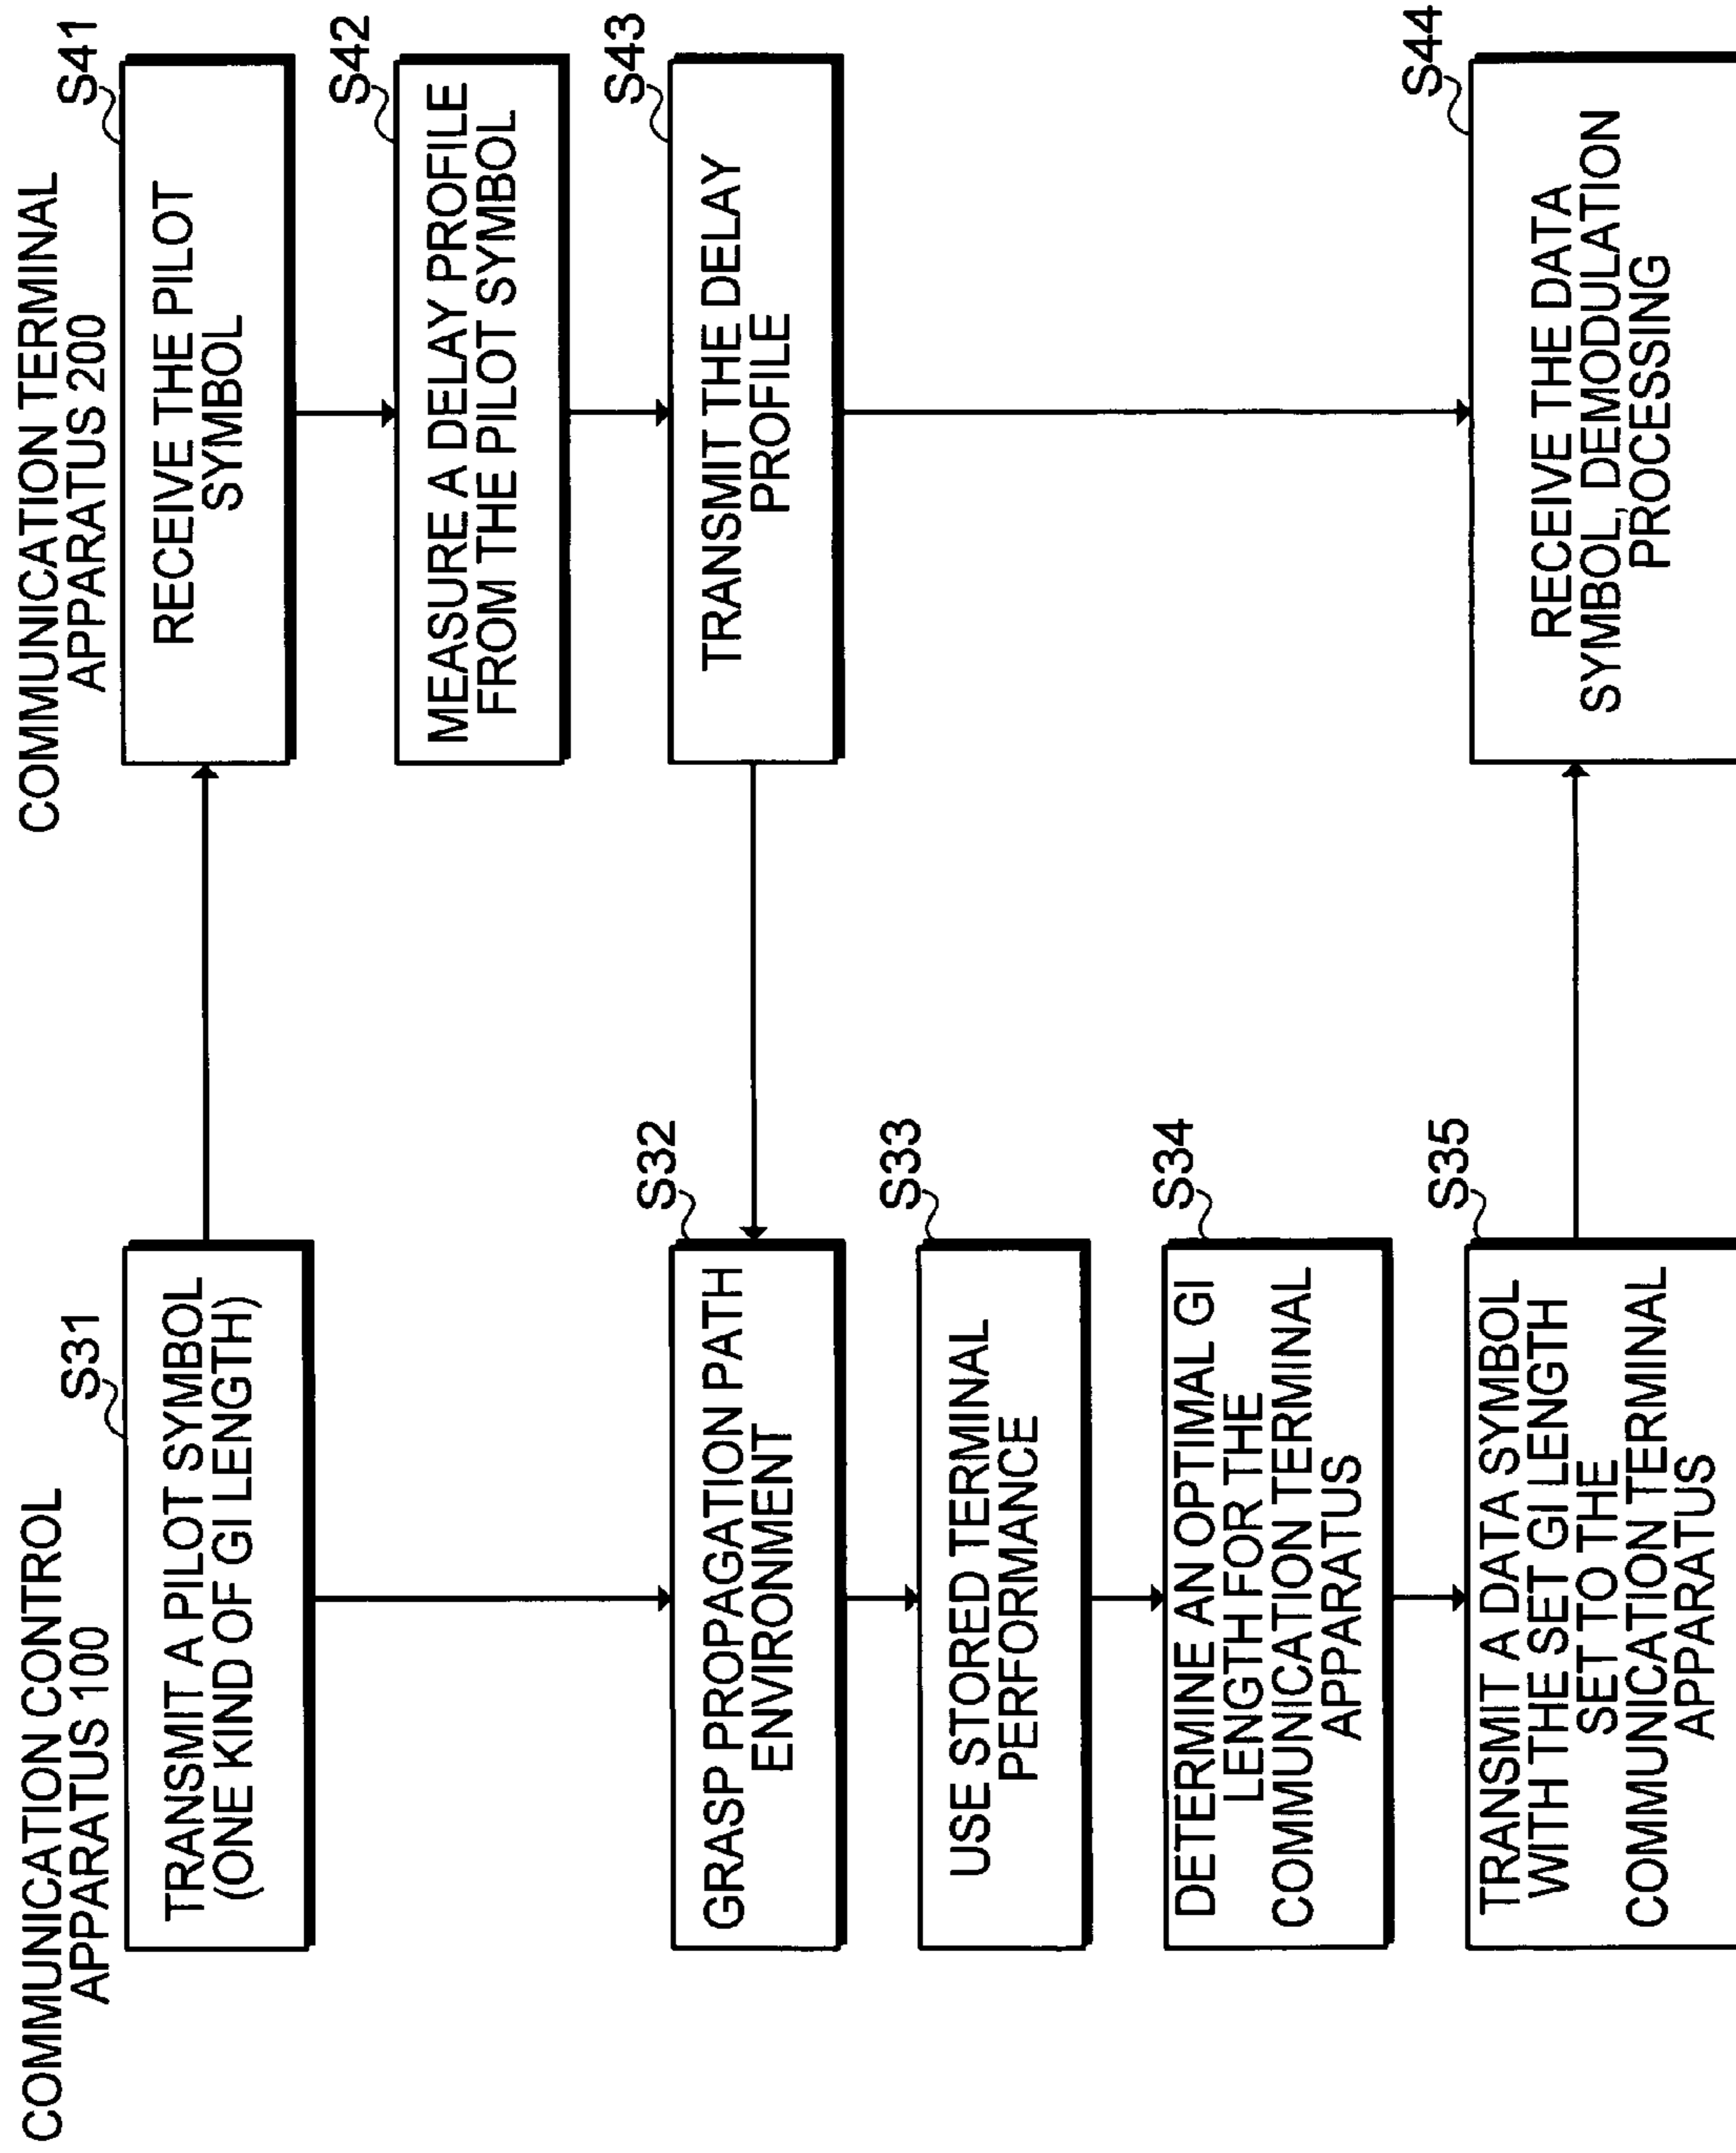 COMMUNICATION CONTROL
APPARATUS 100
S31
TRANSMIT A PILOT SYMBOL
(ONE KIND OF GI LENGTH)
S32
GRASP PROPAGATION PATH
ENVIRONMENT
S33
USE STORED TERMINAL
PERFORMANCE
S34
DETERMINE AN OPTIMAL GI
LENGTH FOR THE
COMMUNICATION TERMINAL
APPARATUS
S35
TRANSMIT A DATA SYMBOL
WITH THE SET GI LENGTH
SET TO THE
COMMUNICATION TERMINAL
APPARATUS
COMMUNICATION TERMINAL
APPARATUS 200
S41
RECEIVE THE PILOT
SYMBOL
S42
MEASURE A DELAY PROFILE
FROM THE PILOT SYMBOL
S43
TRANSMIT THE DELAY
PROFILE
S44
RECEIVE THE DATA
SYMBOL, DEMODULATION
PROCESSING